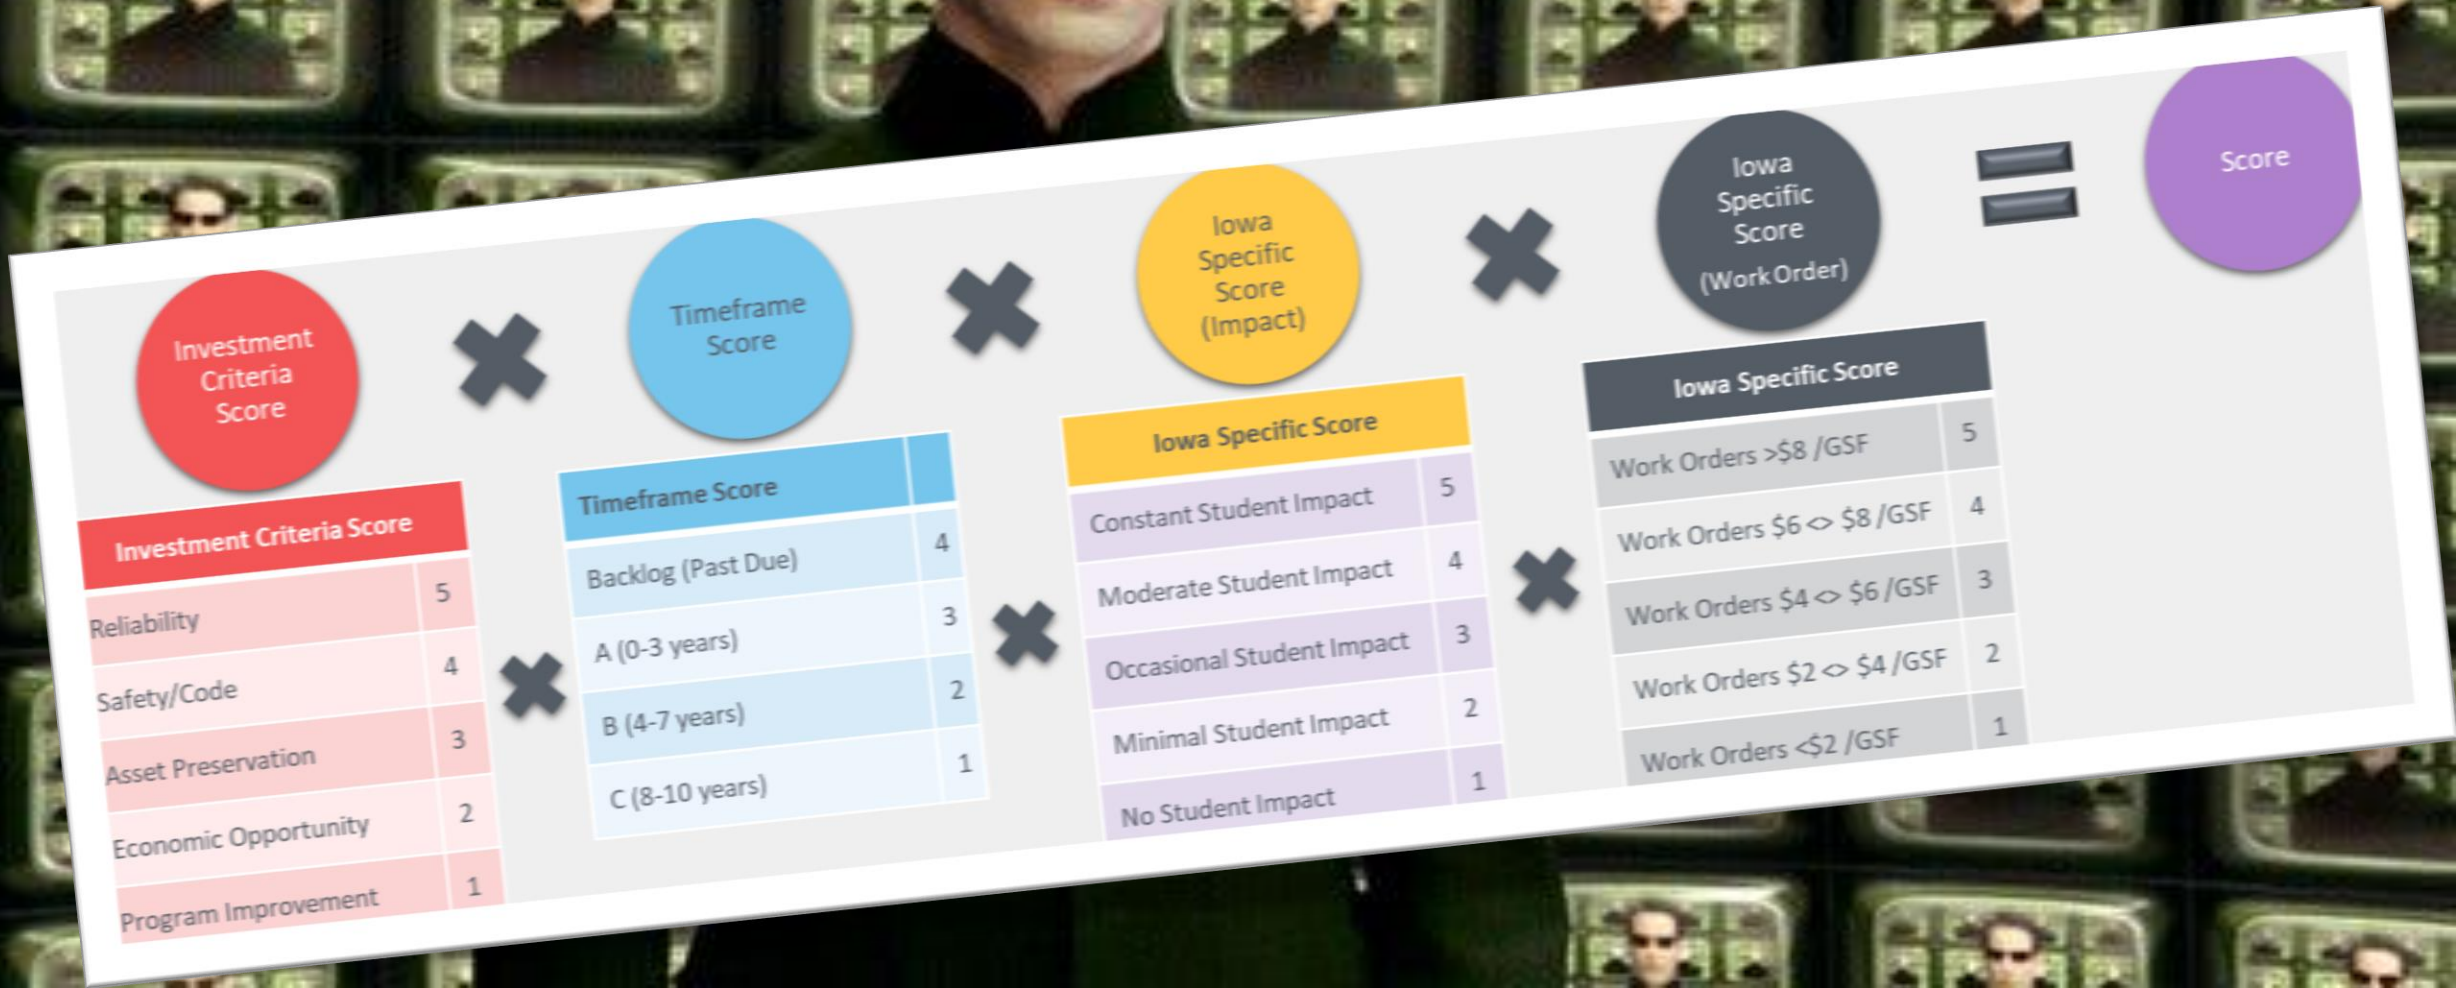 Investment
Criteria
Score
Timeframe
Score
Iowa
Specific
Score
(Impact)
Iowa
Specific
Score
(Work Order)
Score
Investment Criteria Score
Reliability 5
Safety/Code 4
Asset Preservation 3
Economic Opportunity 2
Program Improvement 1
Timeframe Score
Backlog (Past Due) 4
A (0-3 years) 3
B (4-7 years) 2
C (8-10 years) 1
Iowa Specific Score
Constant Student Impact 5
Moderate Student Impact 4
Occasional Student Impact 3
Minimal Student Impact 2
No Student Impact 1
Iowa Specific Score
Work Orders >$8 /GSF 5
Work Orders $6 <> $8 /GSF 4
Work Orders $4 <> $6 /GSF 3
Work Orders $2 <> $4 /GSF 2
Work Orders <$2 /GSF 1